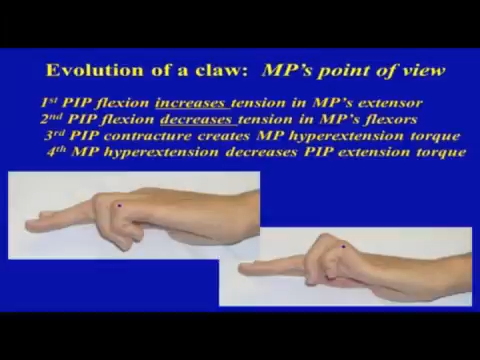 Evolution of a claw: MP's point of view
1st PIP flexion increases tension in MP's extensor
2nd PIP flexion decreases tension in MP's flexors
3rd PIP contracture creates MP hyperextension torque
4th MP hyperextension decreases PIP extension torque